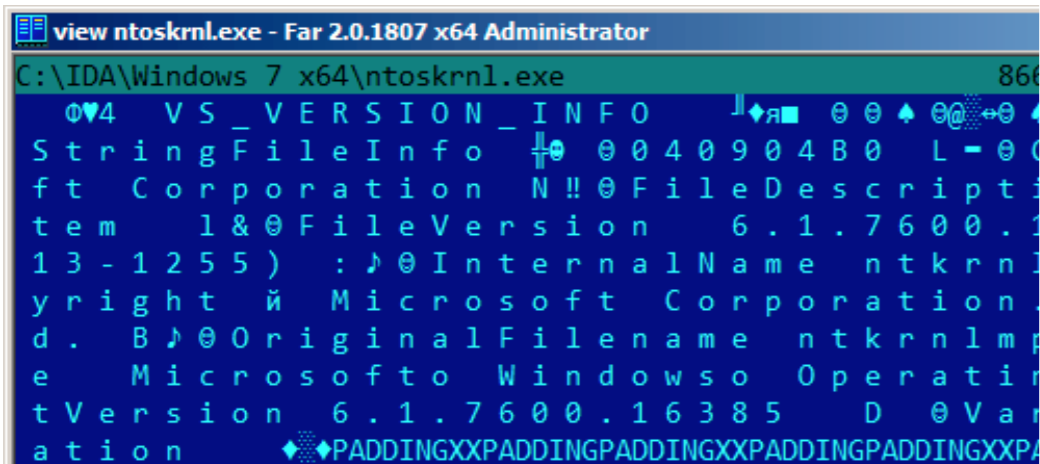 view ntoskrnl.exe - Far 2.0.1807 x64 Administrator
C:\IDA\Windows 7 x64\ntoskrnl.exe 866
Ф♥4 V S _ V E R S I O N _ I N F O ╜♦я■ ☺ ☺ ♠ ☺@░↔☺
S t r i n g F i l e I n f o ╬☻ ☺ 0 4 0 9 0 4 B 0 L ▬ ☺
f t C o r p o r a t i o n N ‼ ☺ F i l e D e s c r i p t i
t e m l & ☺ F i l e V e r s i o n 6 . 1 . 7 6 0 0 . 1
1 3 - 1 2 5 5 ) : ♪ ☺ I n t e r n a l N a m e n t k r n l
y r i g h t й M i c r o s o f t C o r p o r a t i o n .
d . B ♪ ☺ O r i g i n a l F i l e n a m e n t k r n l m p
e M i c r o s o f t o W i n d o w s o O p e r a t i n
t V e r s i o n 6 . 1 . 7 6 0 0 . 1 6 3 8 5 D ☺ V a r
a t i o n ♦░♦PADDINGXXPADDINGPADDINGXXPADDINGPADDINGXXPA